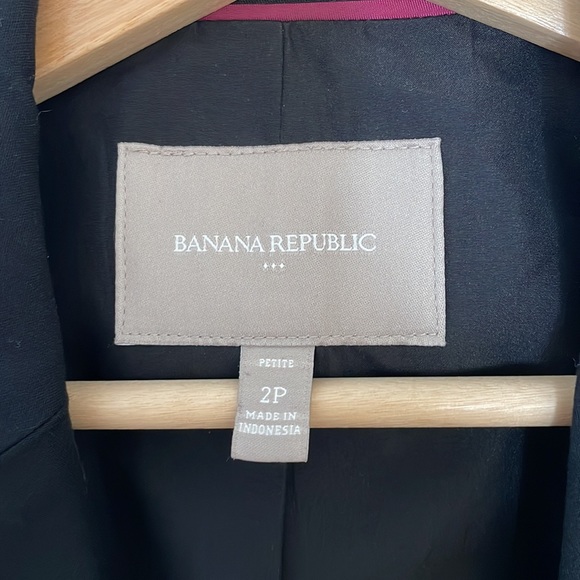 BANANA REPUBLIC
PETITE
2P
MADE IN
INDONESIA